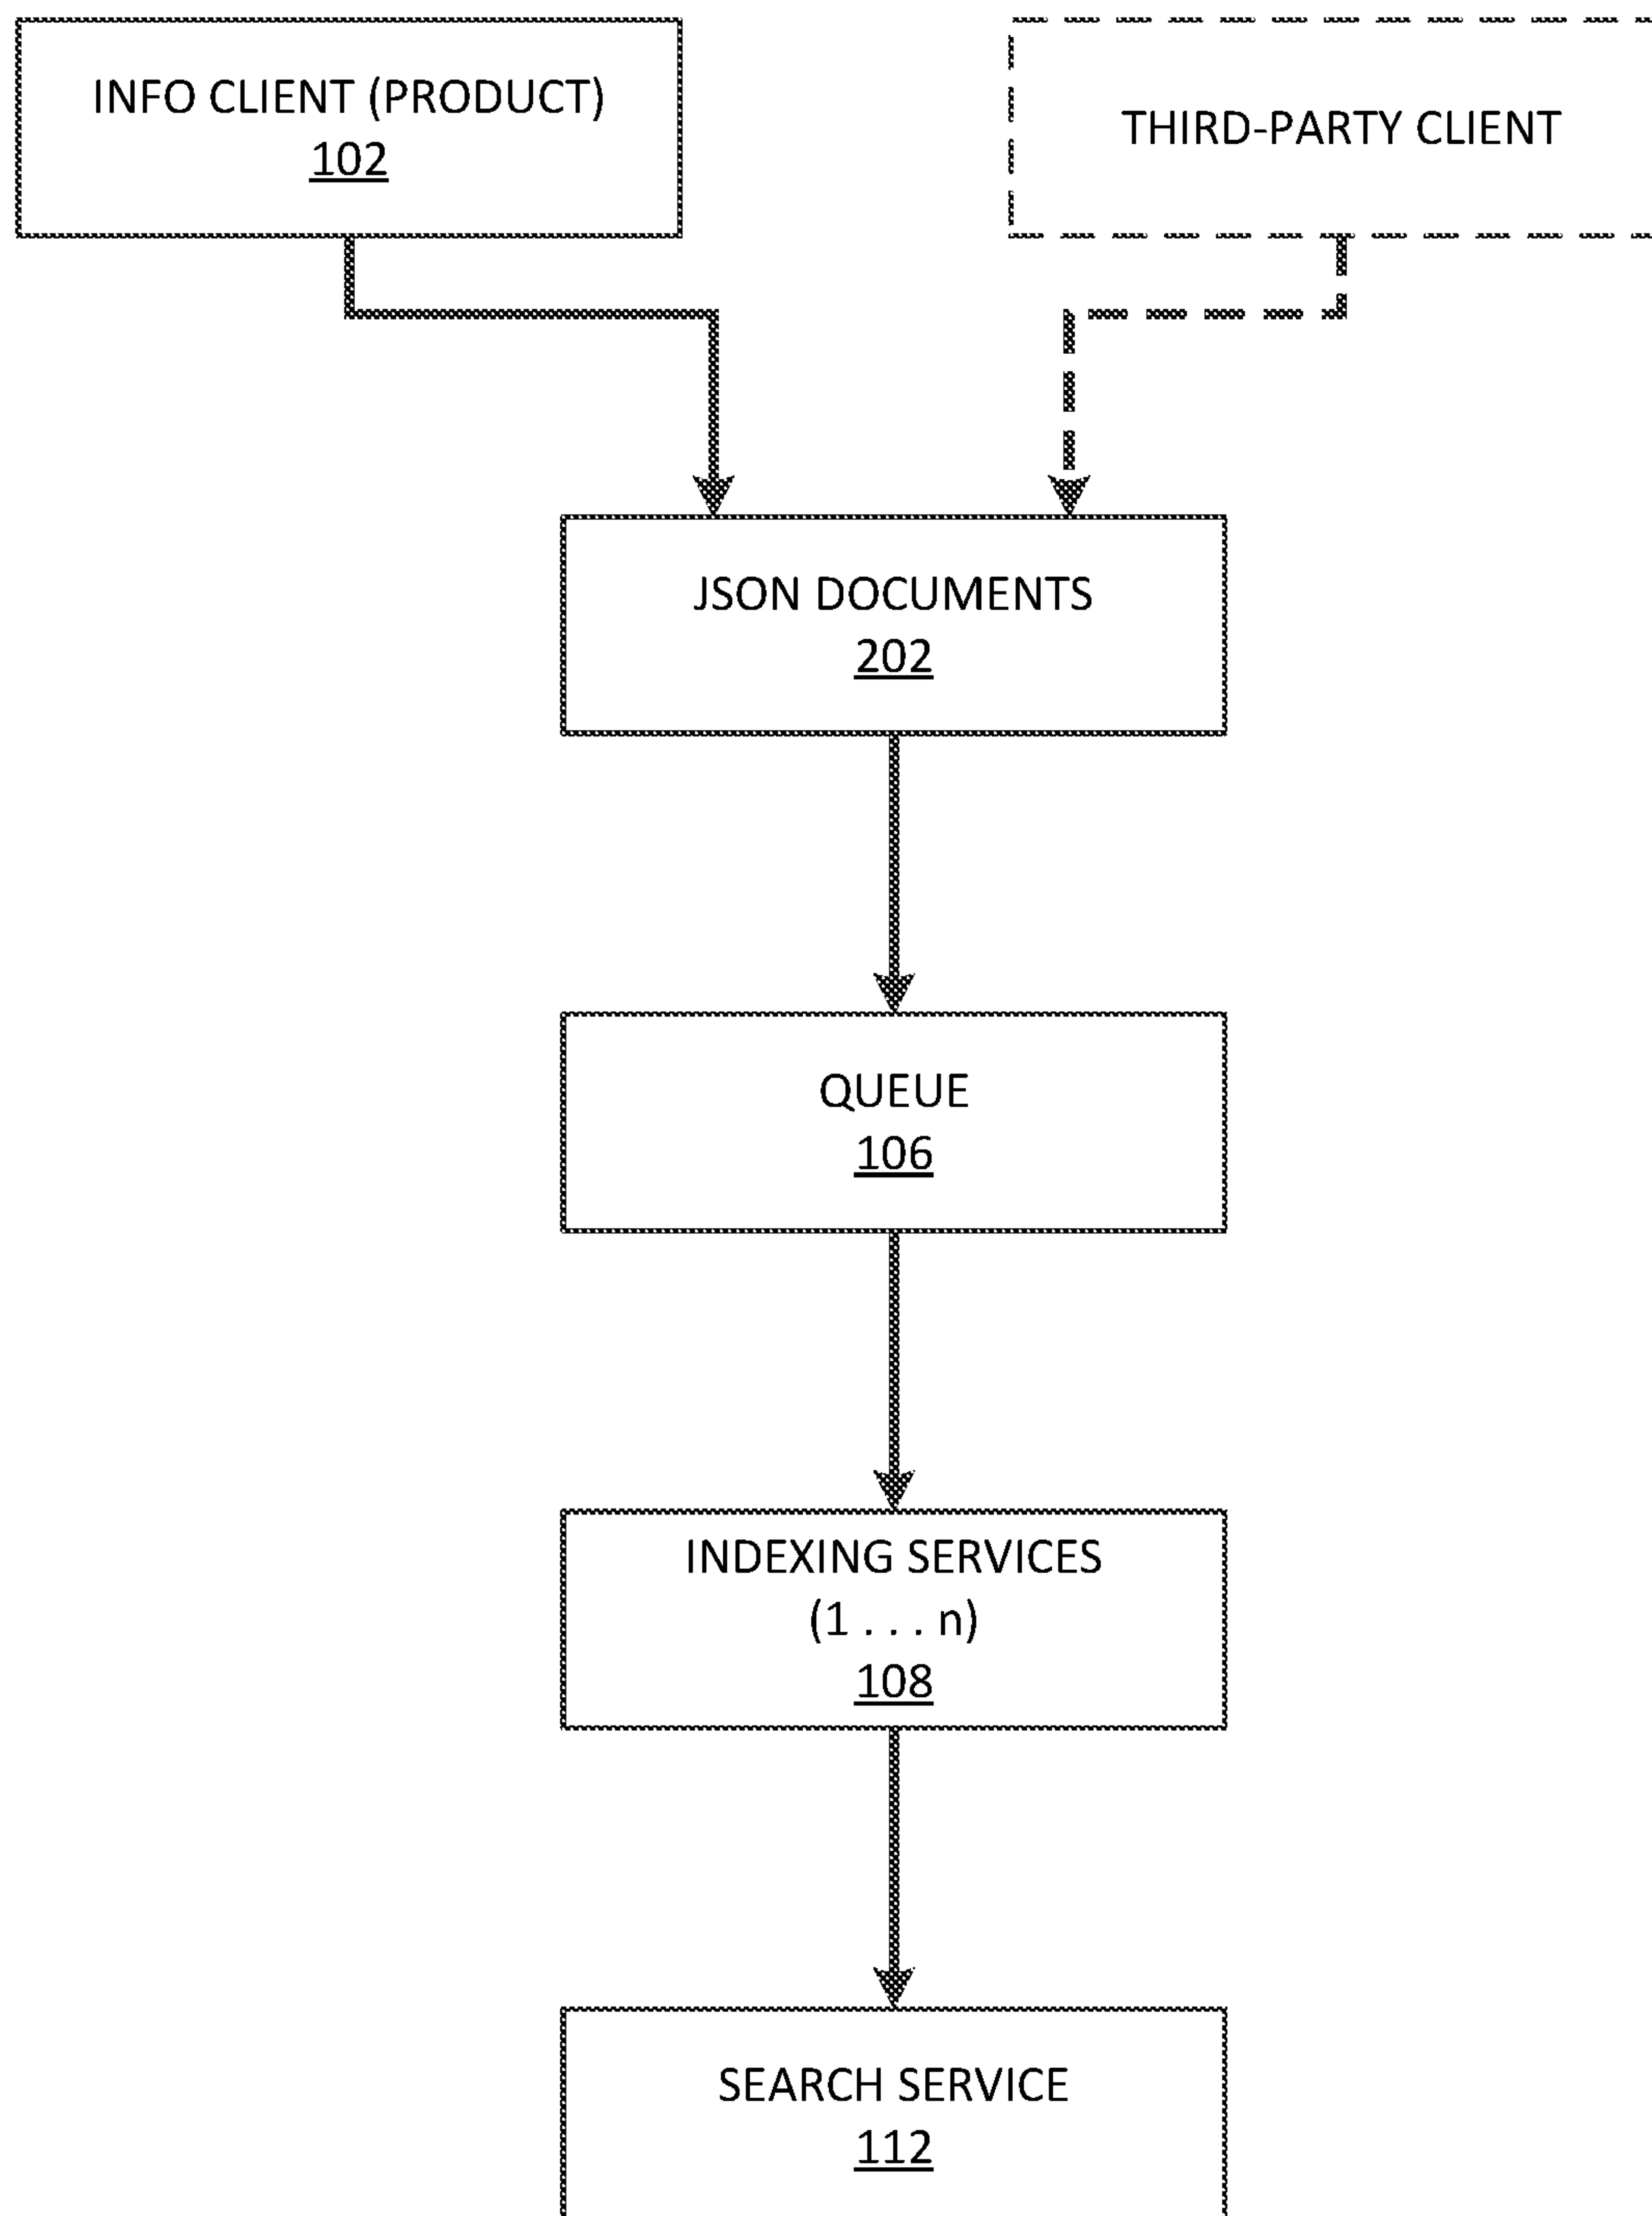 INFO CLIENT (PRODUCT)
102
THIRD-PARTY CLIENT
JSON DOCUMENTS
202
QUEUE
106
INDEXING SERVICES
(1 . . . n)
108
SEARCH SERVICE
112